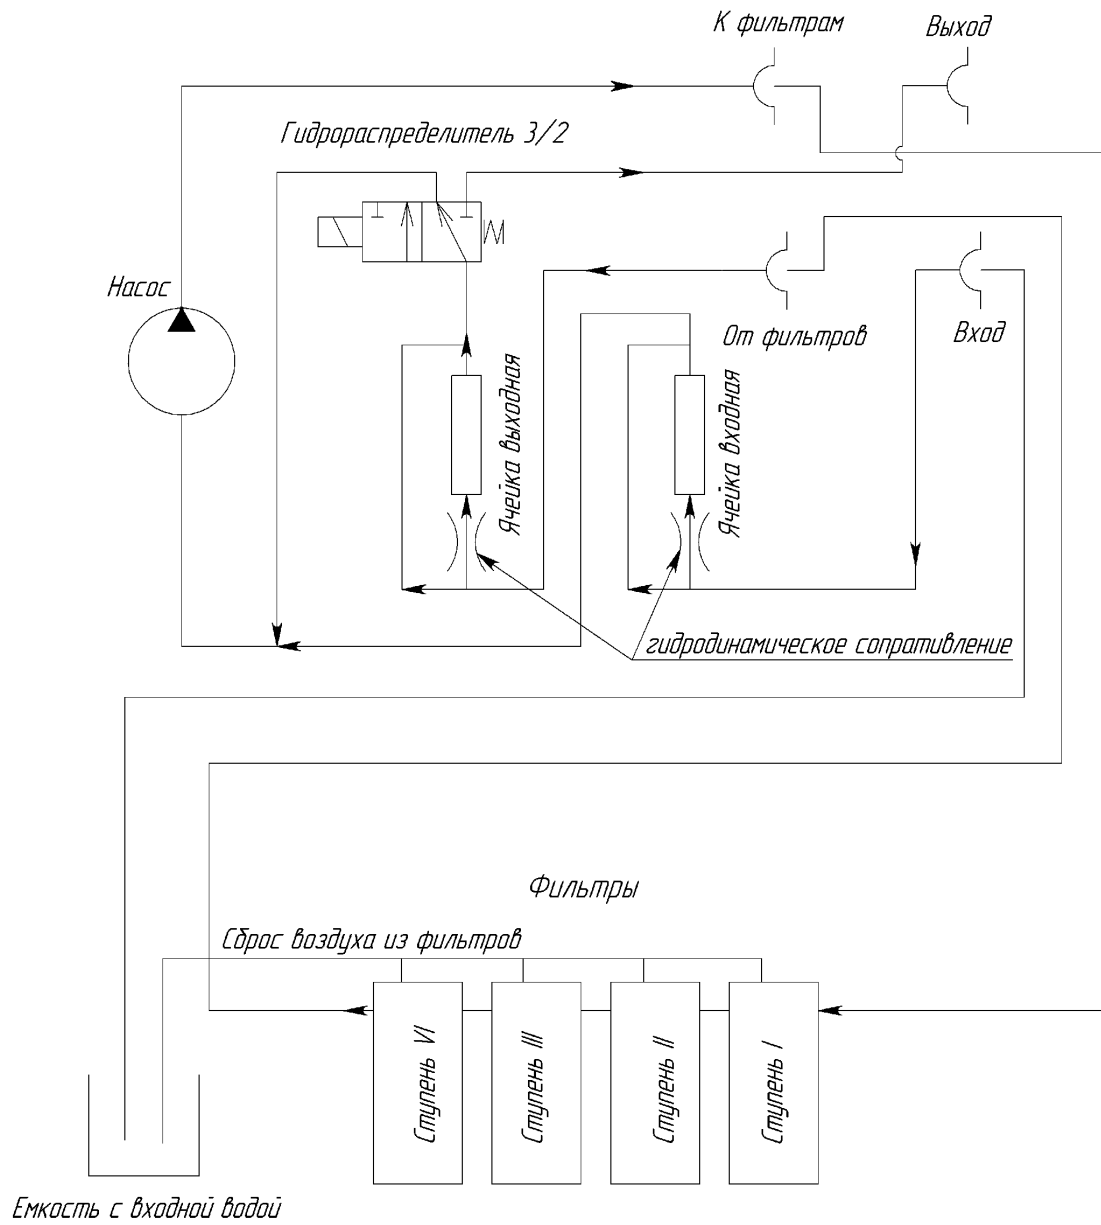 К фильтрам
Выход
Гидрораспределитель 3/2
Насос
От фильтров
Вход
Ячейка выходная
Ячейка входная
гидродинамическое сопративление
Фильтры
Сброс воздуха из фильтров
Ступень VI
Ступень III
Ступень II
Ступень I
Емкость с входной водой